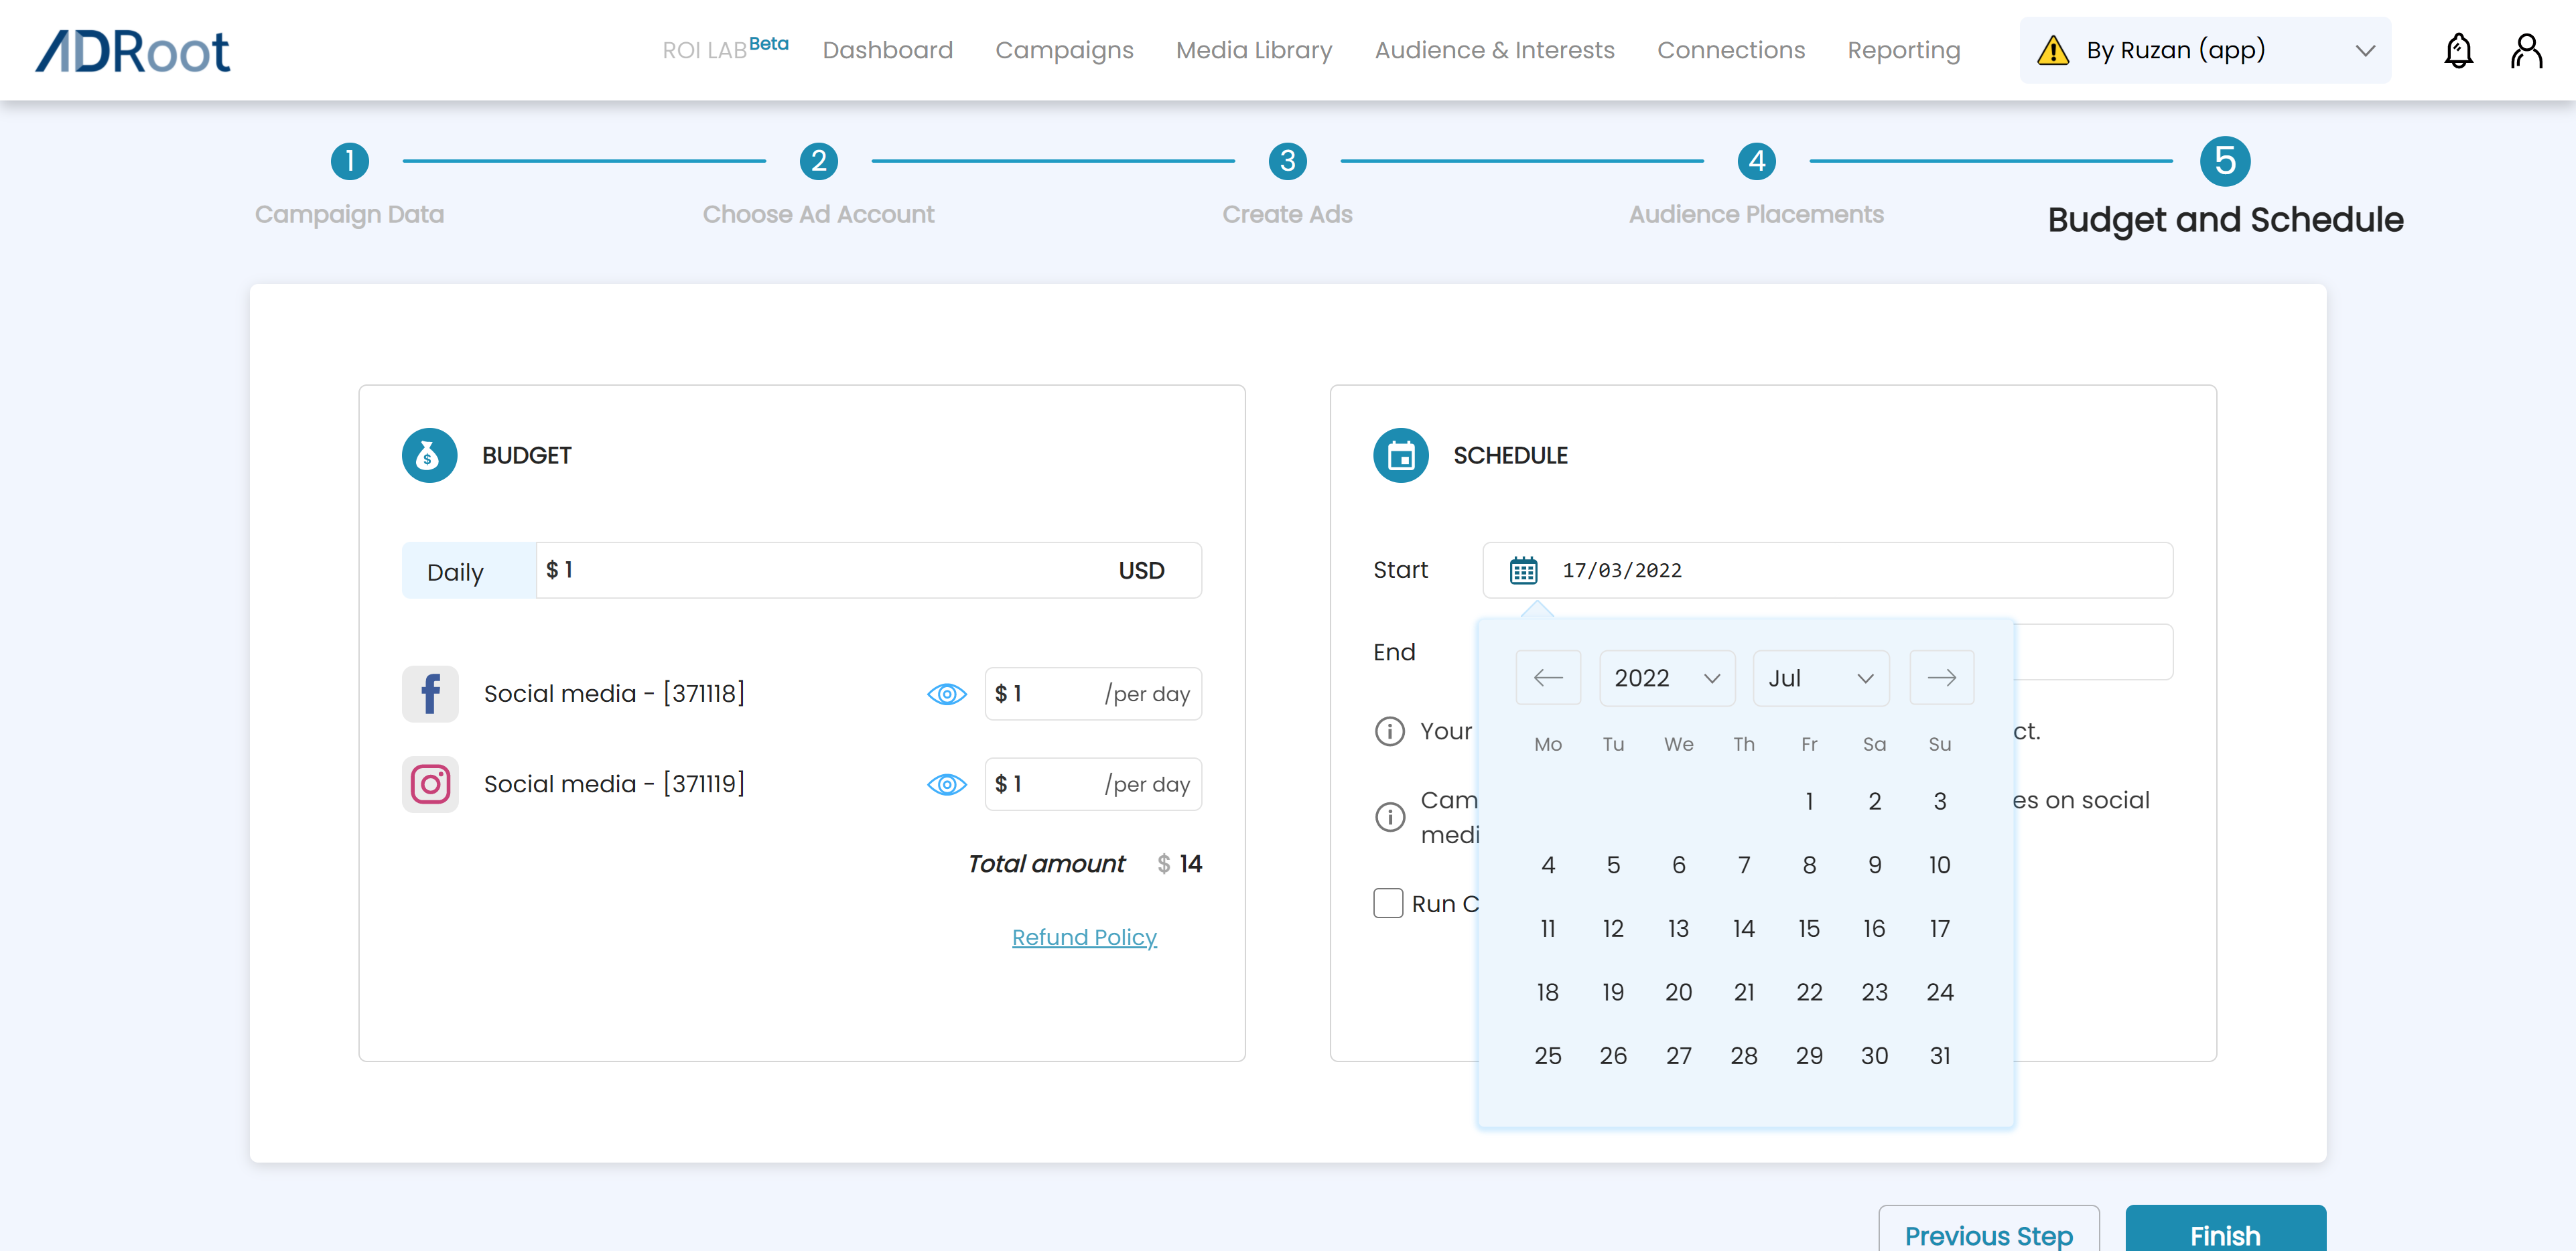 ADRoot
ROI LAB Beta
Dashboard
Campaigns
Media Library
Audience & Interests
Connections
Reporting
By Ruzan (app)
1
2
3
4
5
Campaign Data
Choose Ad Account
Create Ads
Audience Placements
Budget and Schedule
$
BUDGET
Daily
$ 1
USD
Social media - [371118]
$ 1 /per day
Social media - [371119]
$ 1 /per day
Total amount $ 14
Refund Policy
SCHEDULE
Start
17/03/2022
End
2022
Jul
Mo Tu We Th Fr Sa Su
1 2 3
4 5 6 7 8 9 10
11 12 13 14 15 16 17
18 19 20 21 22 23 24
25 26 27 28 29 30 31
Your
ct.
Cam
es on social
medi
Run C
Previous Step
Finish